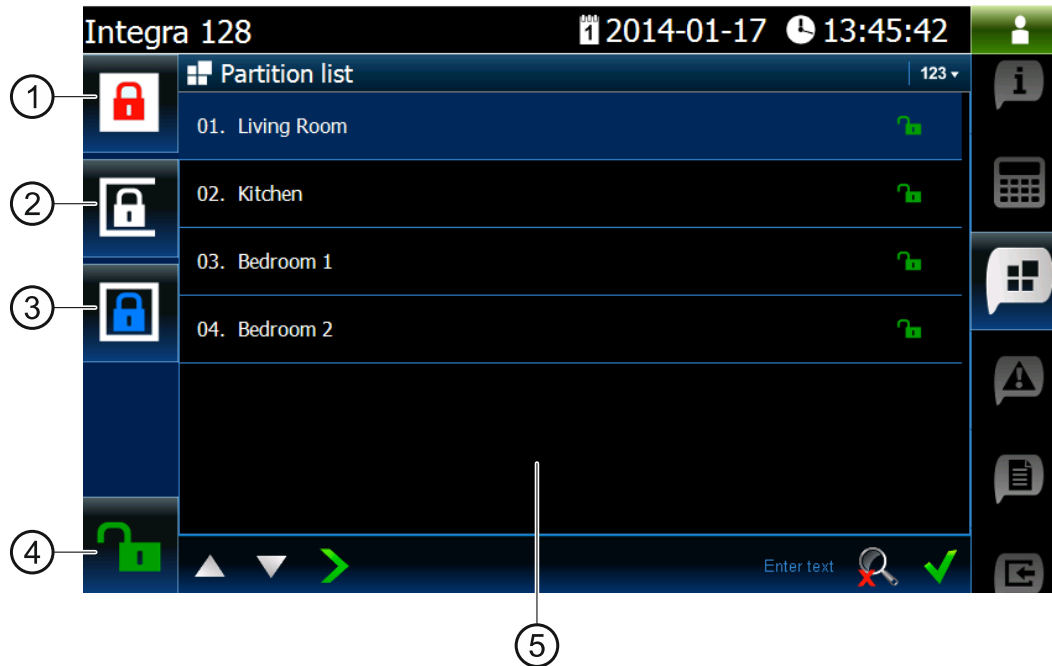 Integra 128 1 2014-01-17 13:45:42
Partition list 123
1
01. Living Room
2
02. Kitchen
3
03. Bedroom 1
04. Bedroom 2
4
Enter text
5